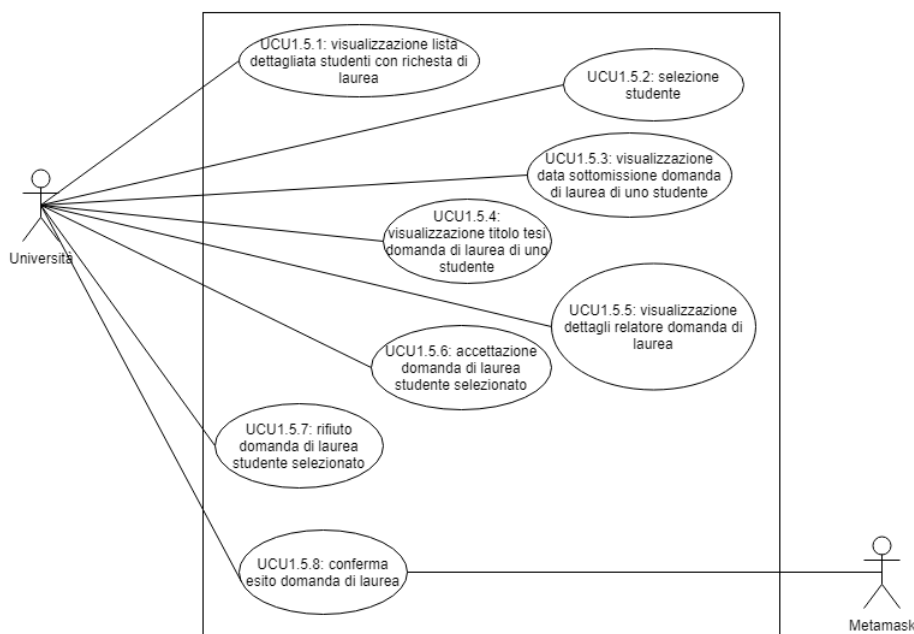 UCU1.5.1: visualizzazione lista
dettagliata studenti con richesta di
laurea
UCU1.5.2: selezione
studente
UCU1.5.3: visualizzazione
data sottomissione domanda
di laurea di uno studente
UCU1.5.4:
visualizzazione titolo tesi
domanda di laurea di uno
studente
Università
UCU1.5.5: visualizzazione
dettagli relatore domanda di
laurea
UCU1.5.6: accettazione
domanda di laurea
studente selezionato
UCU1.5.7: rifiuto
domanda di laurea
studente selezionato
UCU1.5.8: conferma
esito domanda di laurea
Metamask